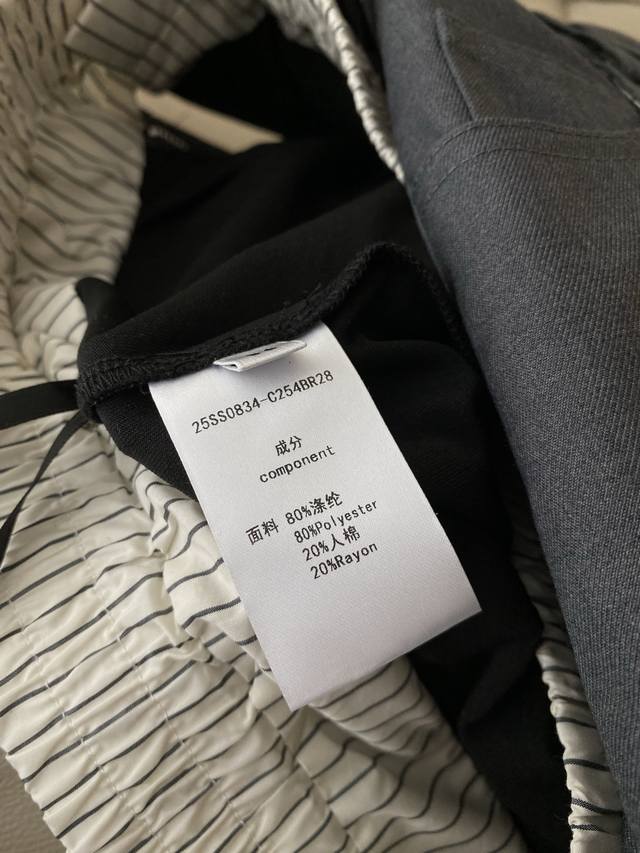 25SS0834-C254BR28
成分
component
面料 80%涤纶
80%Polyester
20%人棉
20%Rayon